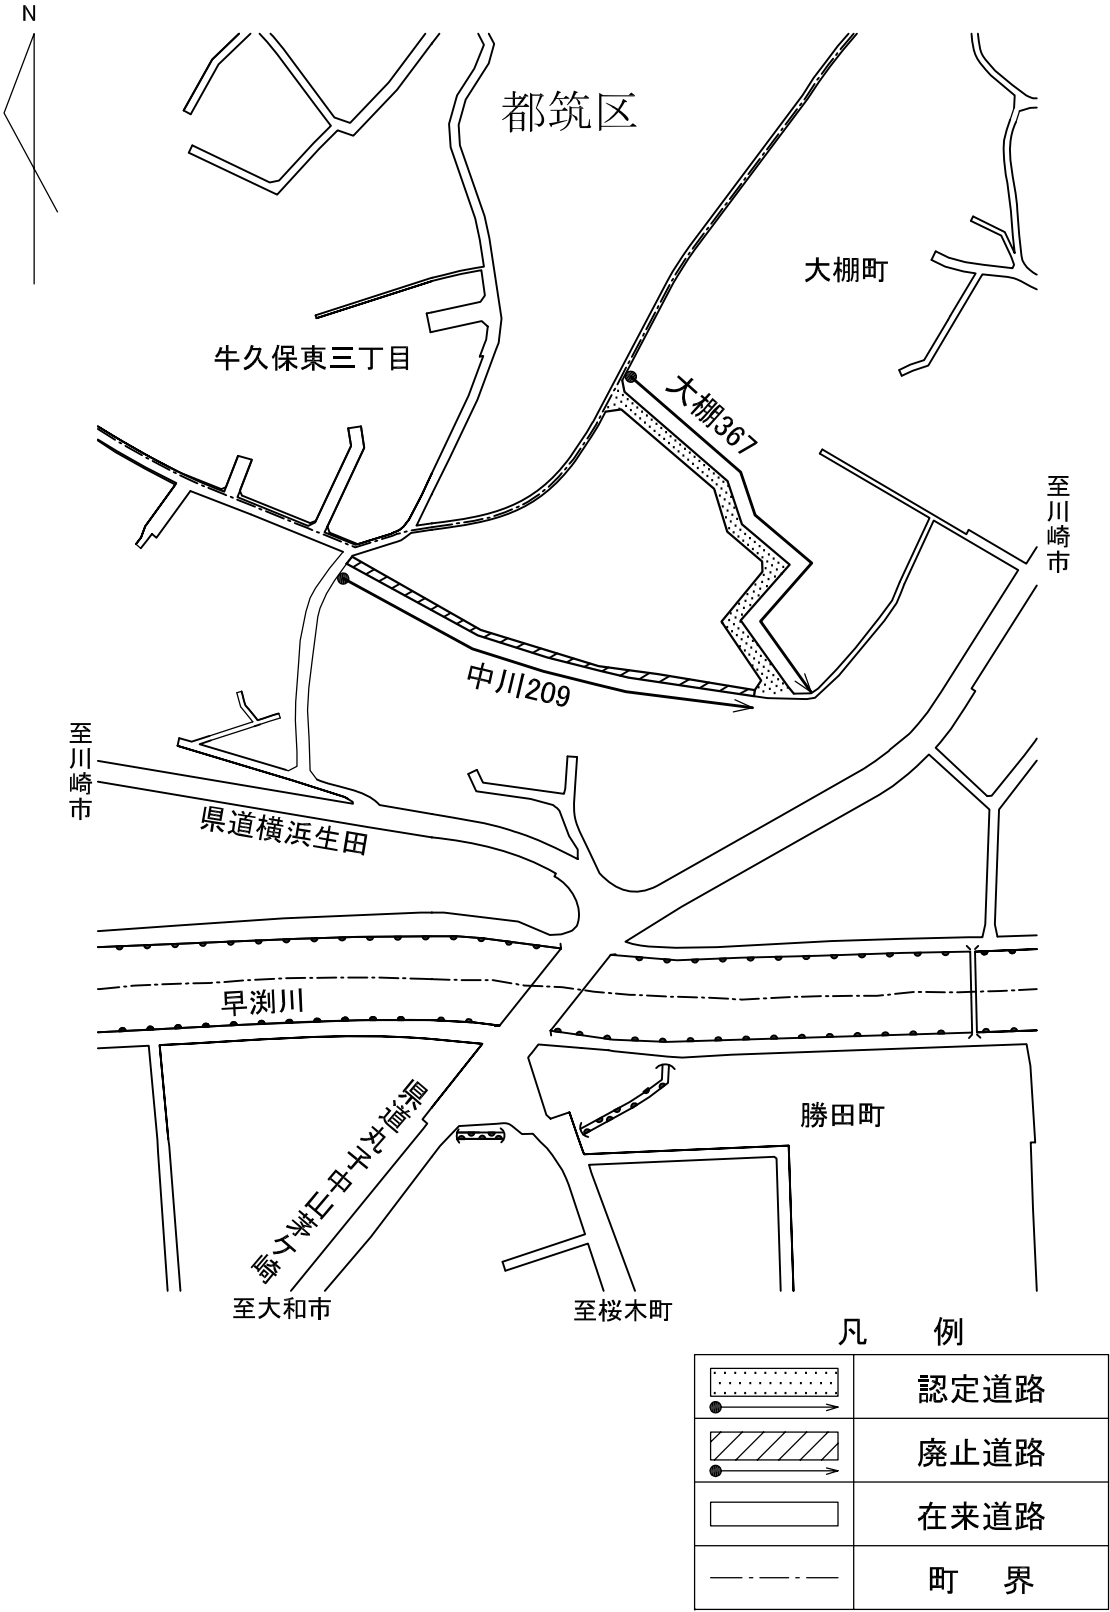 N
都筑区
大棚町
牛久保東三丁目
大棚367
至川崎市
中川209
至川崎市
県道横浜生田
早渕川
県道丸子中山茅ケ崎
勝田町
至大和市
至桜木町
凡 例
認定道路
廃止道路
在来道路
町 界